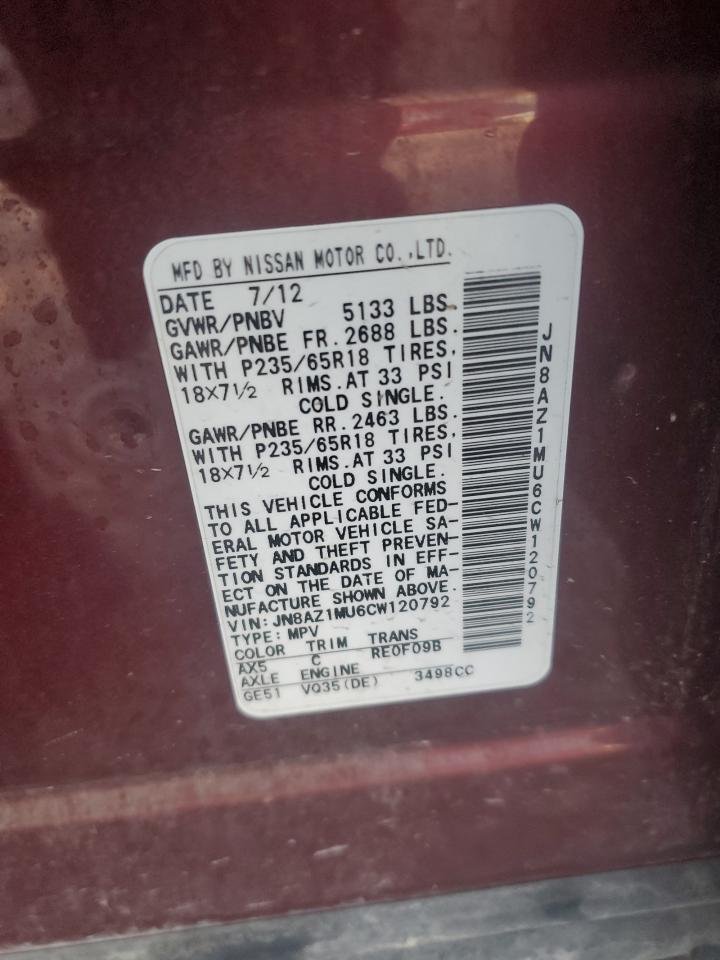 MFD BY NISSAN MOTOR CO.,LTD.
DATE 7/12
GVWR/PNBV 5133 LBS
GAWR/PNBE FR.2688 LBS.
WITH P235/65R18 TIRES,
18×7½ RIMS.AT 33 PSI
COLD SINGLE.
GAWR/PNBE RR.2463 LBS.
WITH P235/65R18 TIRES,
18×7½ RIMS.AT 33 PSI
COLD SINGLE.
THIS VEHICLE CONFORMS
TO ALL APPLICABLE FED-
ERAL MOTOR VEHICLE SA-
FETY AND THEFT PREVEN-
TION STANDARDS IN EFF-
ECT ON THE DATE OF MA-
NUFACTURE SHOWN ABOVE.
VIN:JN8AZ1MU6CW120792
TYPE:MPV
COLOR TRIM TRANS
AX5 C RE0F09B
AXLE ENGINE
GE51 VQ35(DE) 3498CC
JN8AZ1MU6CW120792